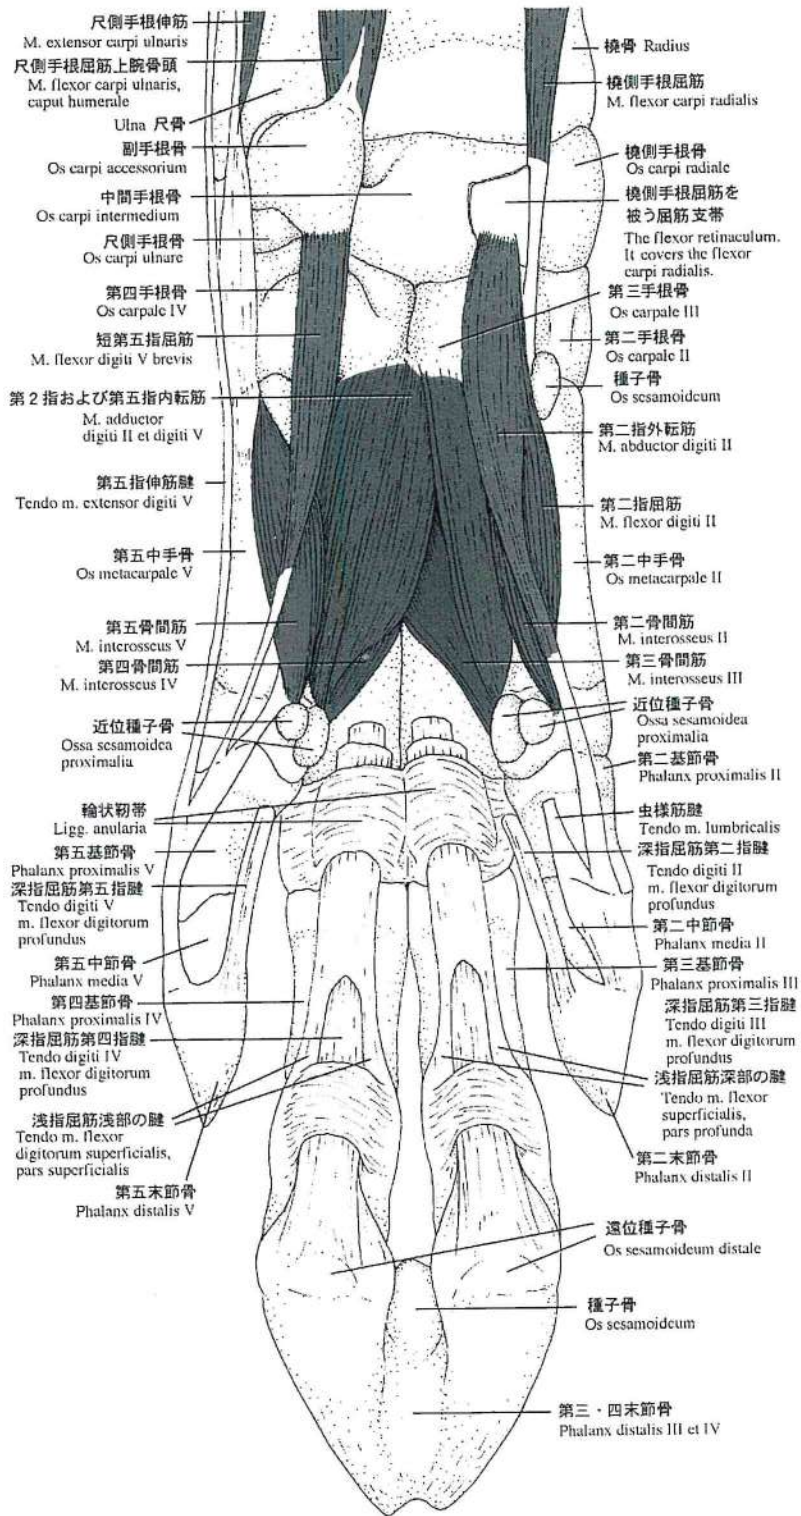 尺側手根伸筋
M. extensor carpi ulnaris
尺側手根屈筋上腕骨頭
M. flexor carpi ulnaris,
caput humerale
Ulna 尺骨
副手根骨
Os carpi accessorium
中間手根骨
Os carpi intermedium
尺側手根骨
Os carpi ulnare
第四手根骨
Os carpale IV
短第五指屈筋
M. flexor digiti V brevis
第2指および第五指内転筋
M. adductor
digiti II et digiti V
第五指伸筋腱
Tendo m. extensor digiti V
第五中手骨
Os metacarpale V
第五骨間筋
M. interosseus V
第四骨間筋
M. interosseus IV
近位種子骨
Ossa sesamoidea
proximalia
輪状靭帯
Ligg. anularia
第五基節骨
Phalanx proximalis V
深指屈筋第五指腱
Tendo digiti V
m. flexor digitorum
profundus
第五中節骨
Phalanx media V
第四基節骨
Phalanx proximalis IV
深指屈筋第四指腱
Tendo digiti IV
m. flexor digitorum
profundus
浅指屈筋浅部の腱
Tendo m. flexor
digitorum superficialis,
pars superficialis
第五末節骨
Phalanx distalis V
橈骨 Radius
橈側手根屈筋
M. flexor carpi radialis
橈側手根骨
Os carpi radiale
橈側手根屈筋を
被う屈筋支帯
The flexor retinaculum.
It covers the flexor
carpi radialis.
第三手根骨
Os carpale III
第二手根骨
Os carpale II
種子骨
Os sesamoideum
第二指外転筋
M. abductor digiti II
第二指屈筋
M. flexor digiti II
第二中手骨
Os metacarpale II
第二骨間筋
M. interosseus II
第三骨間筋
M. interosseus III
近位種子骨
Ossa sesamoidea
proximalia
第二基節骨
Phalanx proximalis II
虫様筋腱
Tendo m. lumbricalis
深指屈筋第二指腱
Tendo digiti II
m. flexor digitorum
profundus
第二中節骨
Phalanx media II
第三基節骨
Phalanx proximalis III
深指屈筋第三指腱
Tendo digiti III
m. flexor digitorum
profundus
浅指屈筋深部の腱
Tendo m. flexor
superficialis,
pars profunda
第二末節骨
Phalanx distalis II
遠位種子骨
Os sesamoideum distale
種子骨
Os sesamoideum
第三・四末節骨
Phalanx distalis III et IV